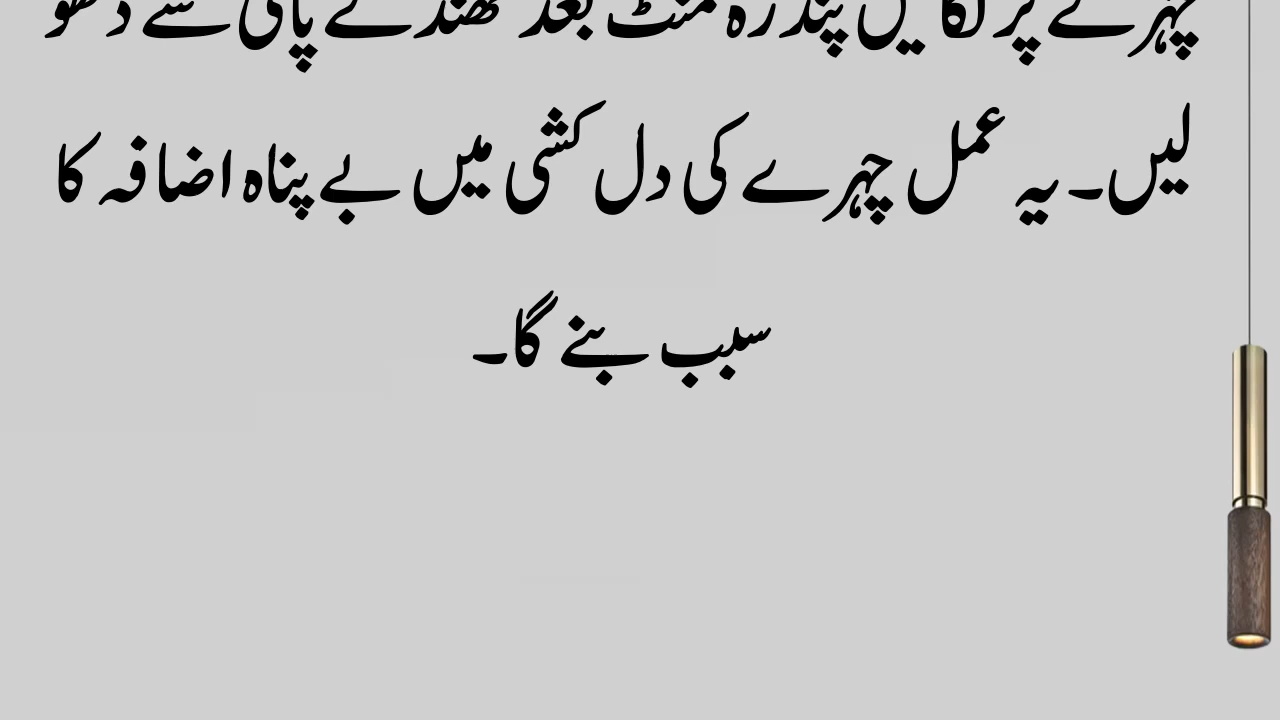 چہرے پر لگائیں پندرہ منٹ بعد ٹھنڈے پانی سے دھو
لیں۔ یہ عمل چہرے کی دل کشی میں بے پناہ اضافہ کا
سبب بنے گا۔